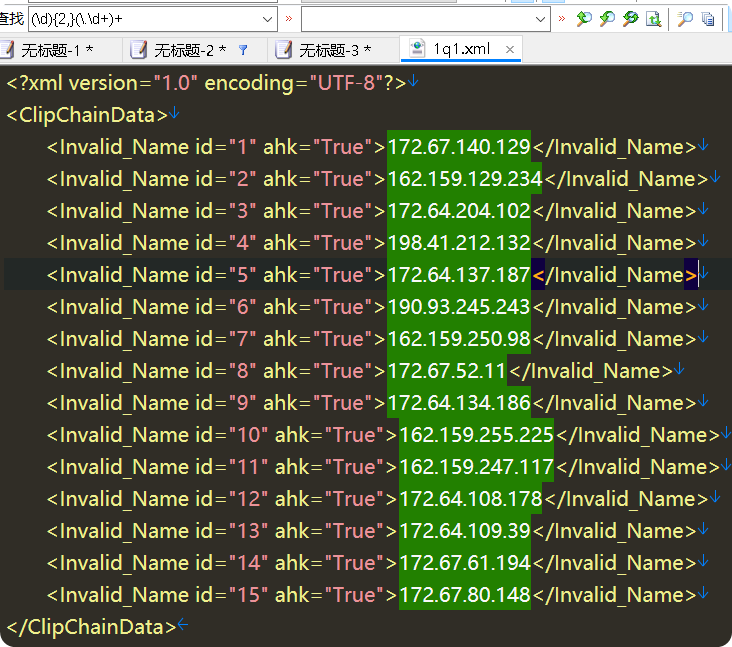 查找 (\d){2,}(\.\d+)+
无标题-1 * 无标题-2 * 无标题-3 * 1q1.xml ×
<?xml version="1.0" encoding="UTF-8"?>↓
<ClipChainData>↓
<Invalid_Name id="1" ahk="True">172.67.140.129</Invalid_Name>↓
<Invalid_Name id="2" ahk="True">162.159.129.234</Invalid_Name>↓
<Invalid_Name id="3" ahk="True">172.64.204.102</Invalid_Name>↓
<Invalid_Name id="4" ahk="True">198.41.212.132</Invalid_Name>↓
<Invalid_Name id="5" ahk="True">172.64.137.187</Invalid_Name>↓
<Invalid_Name id="6" ahk="True">190.93.245.243</Invalid_Name>↓
<Invalid_Name id="7" ahk="True">162.159.250.98</Invalid_Name>↓
<Invalid_Name id="8" ahk="True">172.67.52.11</Invalid_Name>↓
<Invalid_Name id="9" ahk="True">172.64.134.186</Invalid_Name>↓
<Invalid_Name id="10" ahk="True">162.159.255.225</Invalid_Name>↓
<Invalid_Name id="11" ahk="True">162.159.247.117</Invalid_Name>↓
<Invalid_Name id="12" ahk="True">172.64.108.178</Invalid_Name>↓
<Invalid_Name id="13" ahk="True">172.64.109.39</Invalid_Name>↓
<Invalid_Name id="14" ahk="True">172.67.61.194</Invalid_Name>↓
<Invalid_Name id="15" ahk="True">172.67.80.148</Invalid_Name>↓
</ClipChainData>←